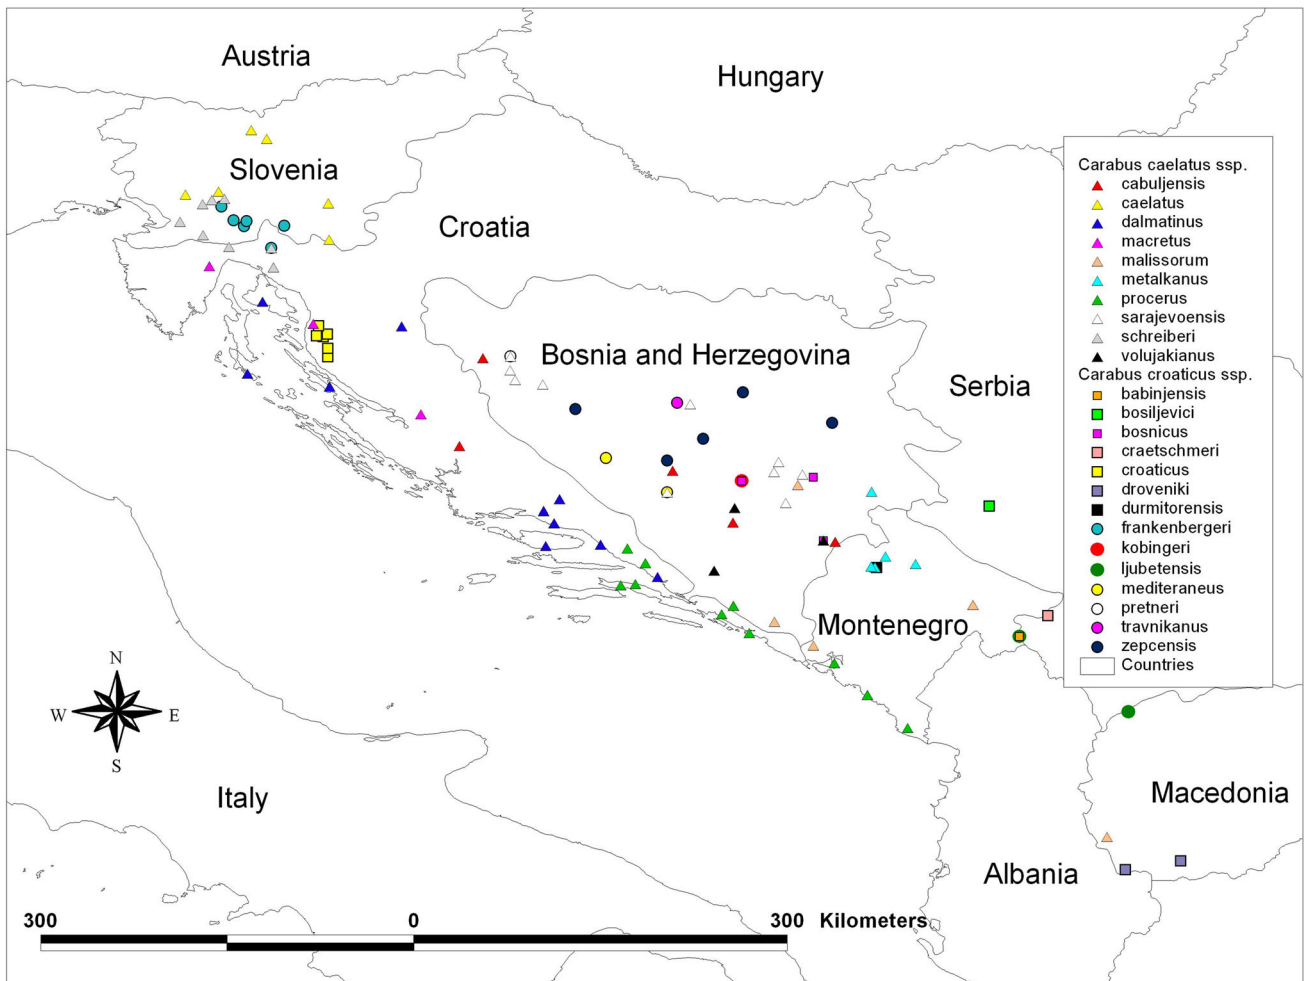 Austria
Hungary
Slovenia
Croatia
Bosnia and Herzegovina
Serbia
Montenegro
Italy
Macedonia
Albania
N
W
E
S
300
0
300 Kilometers
Carabus caelatus ssp.
cabuljensis
caelatus
dalmatinus
macretus
malissorum
metalkanus
procerus
sarajevoensis
schreiberi
volujakianus
Carabus croaticus ssp.
babinjensis
bosiljevici
bosnicus
craetschmeri
croaticus
droveniki
durmitorensis
frankenbergeri
kobingeri
ljubetensis
mediteraneus
pretneri
travnikanus
zepcensis
Countries